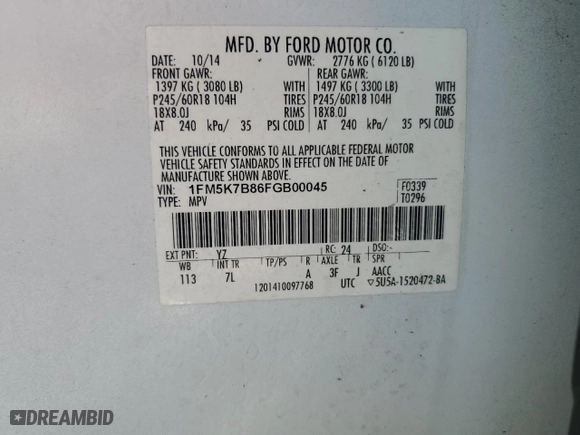 MFD. BY FORD MOTOR CO.
DATE: 10/14 GVWR: 2776 KG ( 6120 LB)
FRONT GAWR: REAR GAWR:
1397 KG ( 3080 LB) WITH 1497 KG ( 3300 LB) WITH
P245/60R18 104H TIRES P245/60R18 104H TIRES
18X8.0J RIMS 18X8.0J RIMS
AT 240 kPa/ 35 PSI COLD AT 240 kPa/ 35 PSI COLD
THIS VEHICLE CONFORMS TO ALL APPLICABLE FEDERAL MOTOR
VEHICLE SAFETY STANDARDS IN EFFECT ON THE DATE OF
MANUFACTURE SHOWN ABOVE.
VIN: 1FM5K7B86FGB00045 F0339
TYPE: MPV T0296
EXT PNT: YZ RC: 24 DSO:-
WB INT TR TP/PS R AXLE TR SPR
113 7L A 3F J AACC
1201410097768 UTC ▽5U5A-1520472-BA
DREAMBID